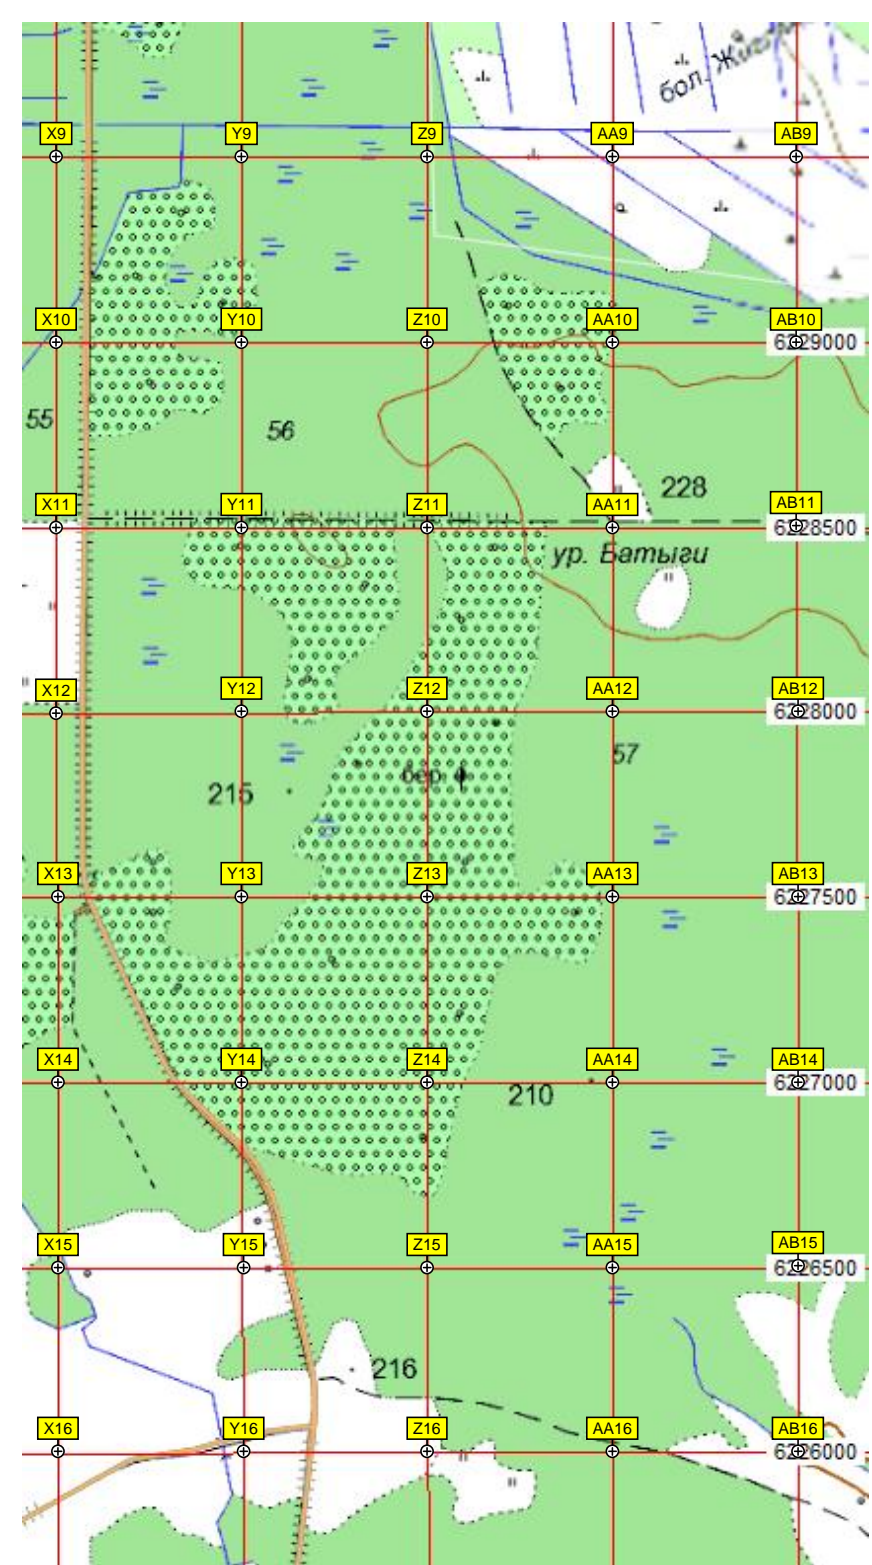 бол.
X9 Y9 Z9 AA9 AB9
X10 Y10 Z10 AA10 AB10
6229000
55
56
228
X11 Y11 Z11 AA11 AB11
6228500
ур. Батыги
X12 Y12 Z12 AA12 AB12
6228000
57
бер.
215
X13 Y13 Z13 AA13 AB13
6227500
X14 Y14 Z14 AA14 AB14
6227000
210
X15 Y15 Z15 AA15 AB15
6226500
216
X16 Y16 Z16 AA16 AB16
6226000